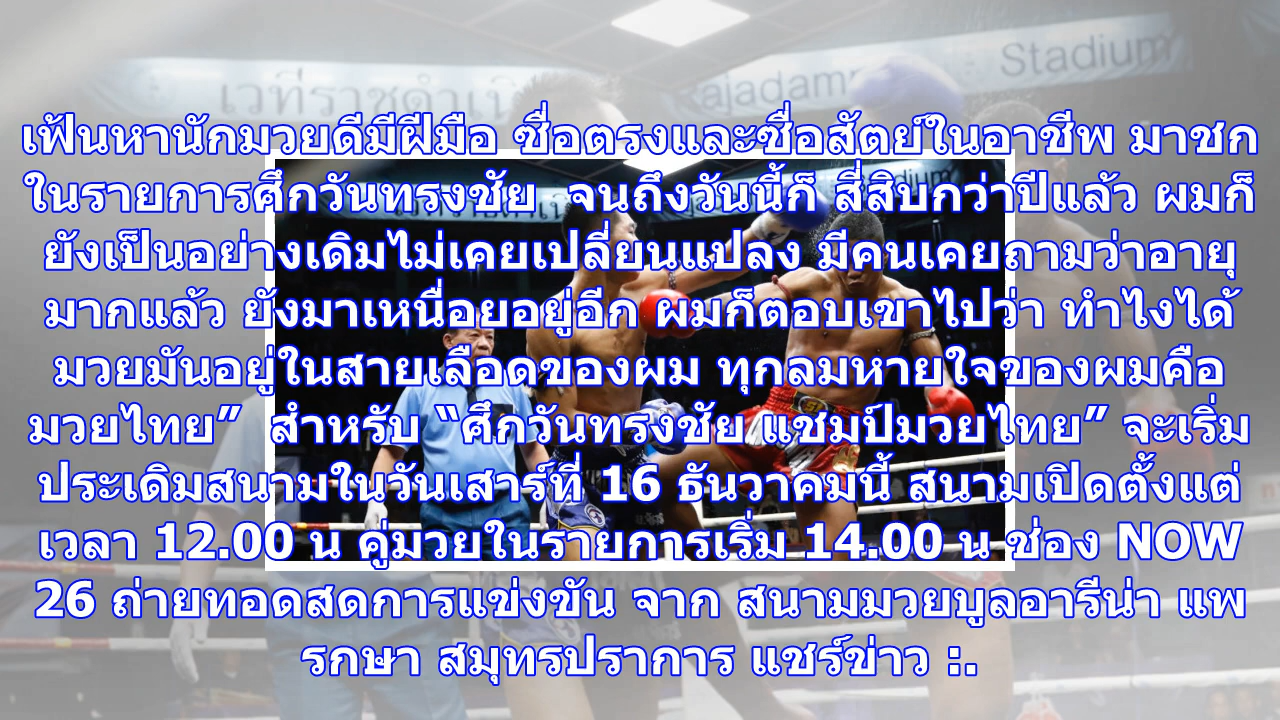 เวทีราชดำเนิ
Rajadamn
Stadium
เฟ้นหานักมวยดีมีฝีมือ ซื่อตรงและซื่อสัตย์ในอาชีพ มาชก
ในรายการศึกวันทรงชัย จนถึงวันนี้ก็ สี่สิบกว่าปีแล้ว ผมก็
ยังเป็นอย่างเดิมไม่เคยเปลี่ยนแปลง มีคนเคยถามว่าอายุ
มากแล้ว ยังมาเหนื่อยอยู่อีก ผมก็ตอบเขาไปว่า ทำไงได้
มวยมันอยู่ในสายเลือดของผม ทุกลมหายใจของผมคือ
มวยไทย” สำหรับ “ศึกวันทรงชัย แชมป์มวยไทย” จะเริ่ม
ประเดิมสนามในวันเสาร์ที่ 16 ธันวาคมนี้ สนามเปิดตั้งแต่
เวลา 12.00 น คู่มวยในรายการเริ่ม 14.00 น ช่อง NOW
26 ถ่ายทอดสดการแข่งขัน จาก สนามมวยบูลอารีน่า แพ
รกษา สมุทรปราการ แชร์ข่าว :.